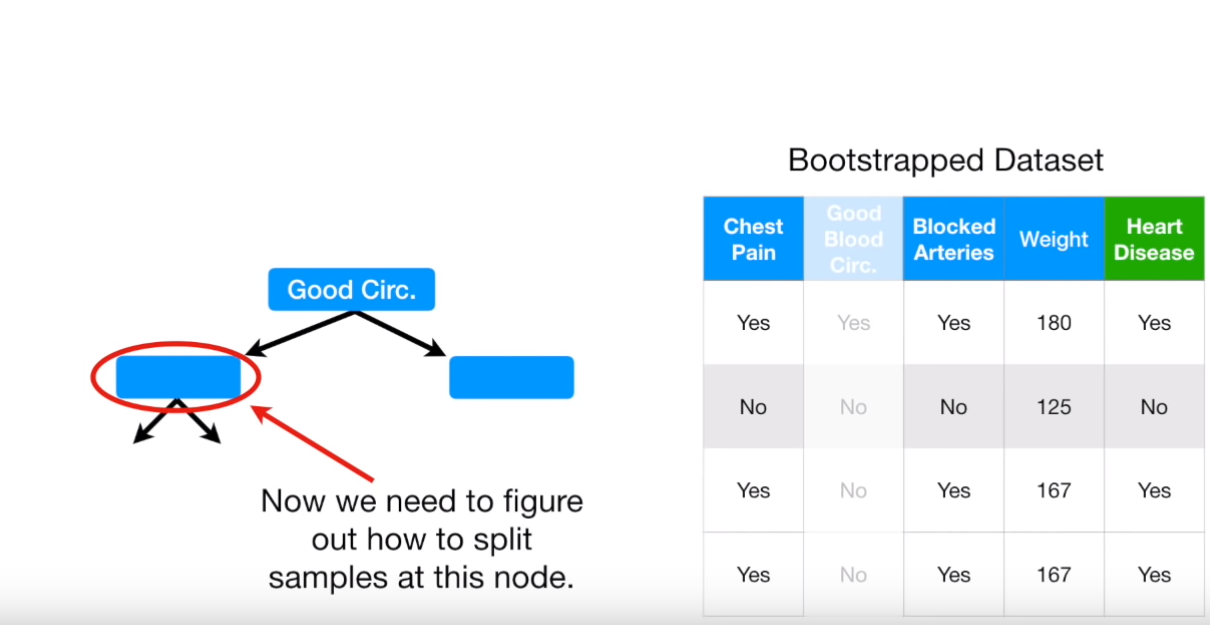 Bootstrapped Dataset
Good Circ.
Now we need to figure
out how to split
samples at this node.
Chest Pain Good Blood Circ. Blocked Arteries Weight Heart Disease
Yes Yes Yes 180 Yes
No No No 125 No
Yes No Yes 167 Yes
Yes No Yes 167 Yes